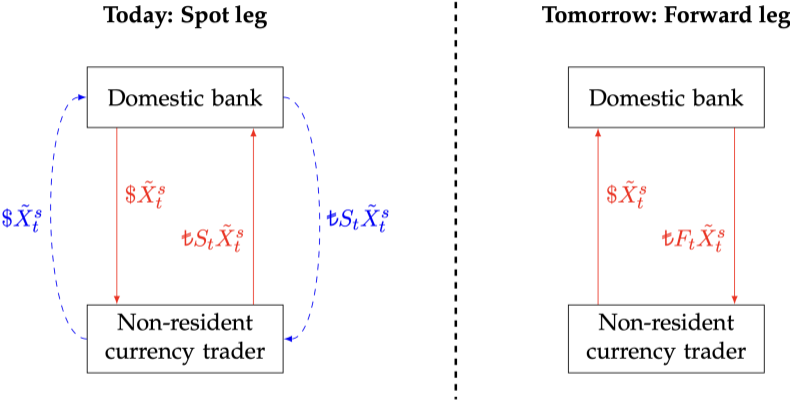 Today: Spot leg
Tomorrow: Forward leg
Domestic bank
Domestic bank
$X̃ₜˢ
$X̃ₜˢ
$X̃ₜˢ
₺SₜX̃ₜˢ
₺SₜX̃ₜˢ
₺FₜX̃ₜˢ
Non-resident
currency trader
Non-resident
currency trader